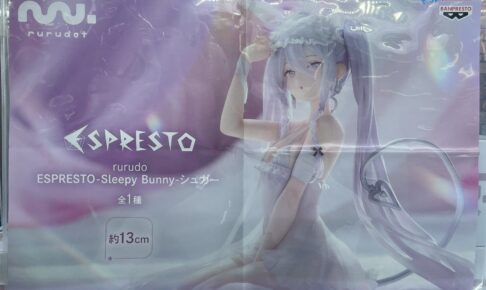 rurudot
BANPRESTO
ESPRESTO
rurudo
ESPRESTO-Sleepy Bunny-シュガー
全1種
約13cm